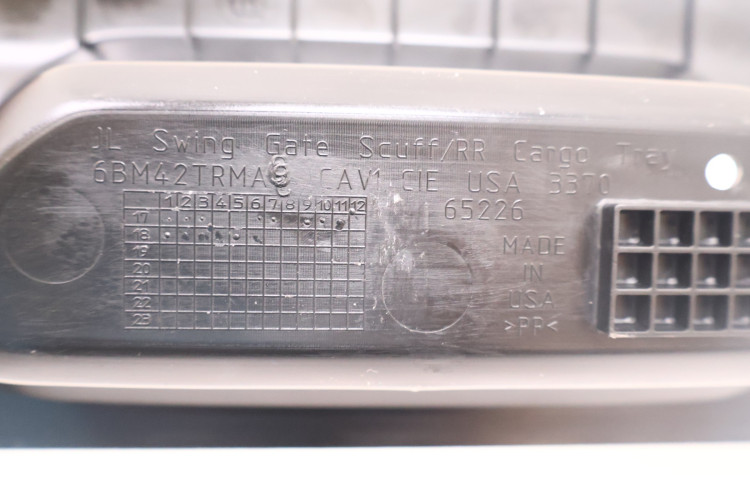 JL Swing Gate Scuff/RR Cargo Tray
CAV1 CIE USA 3370
65226
1 2 3 4 5 6 7 8 9 10 11 12
17
18
19
20
21
22
23
MADE
IN
USA
>PP<